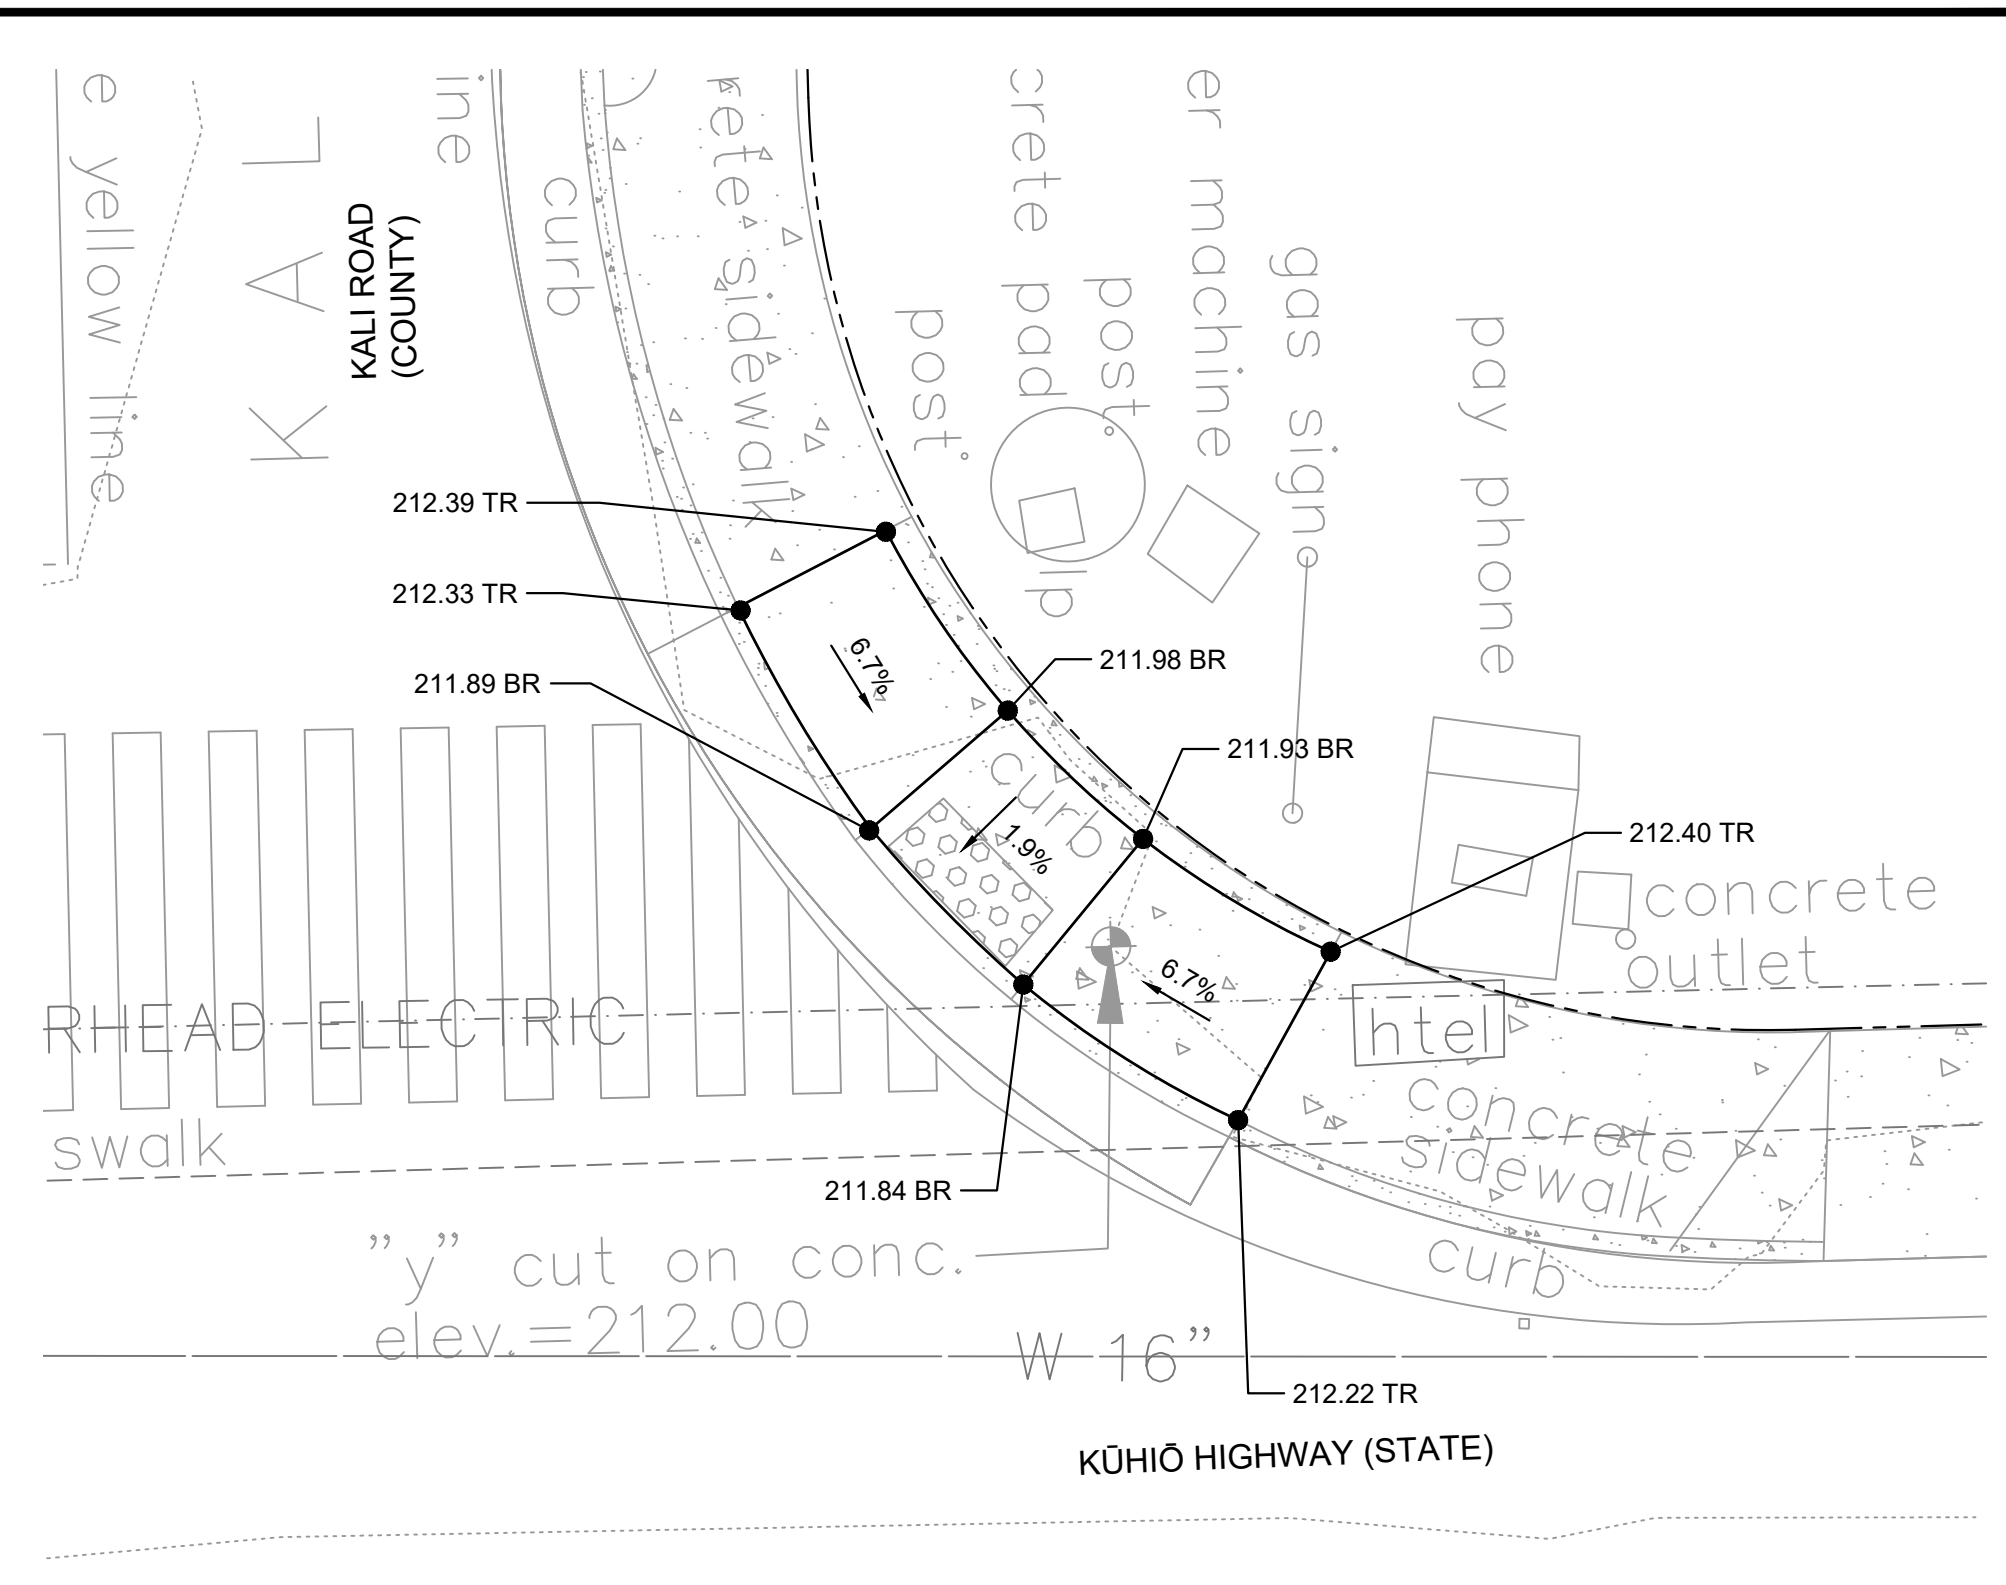 e yellow line
K A L
KALI ROAD
(COUNTY)
ine
curb
rete sidewalk
post
crete pad
post
er machine
gas sign
pay phone
lp
212.39 TR
212.33 TR
6.7%
211.89 BR
211.98 BR
211.93 BR
curb
1.9%
212.40 TR
concrete
outlet
6.7%
htel
RHEAD ELECTRIC
swalk
concrete
sidewalk
211.84 BR
curb
"y" cut on conc.
elev.=212.00
W 16"
212.22 TR
KŪHIŌ HIGHWAY (STATE)